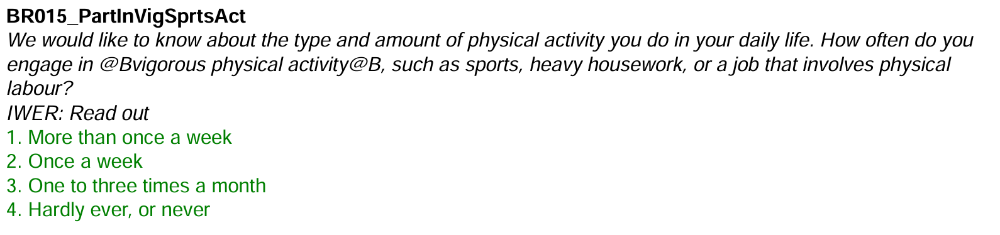 BR015_PartInVigSprtsAct
We would like to know about the type and amount of physical activity you do in your daily life. How often do you
engage in @Bvigorous physical activity@B, such as sports, heavy housework, or a job that involves physical
labour?
IWER: Read out
1. More than once a week
2. Once a week
3. One to three times a month
4. Hardly ever, or never